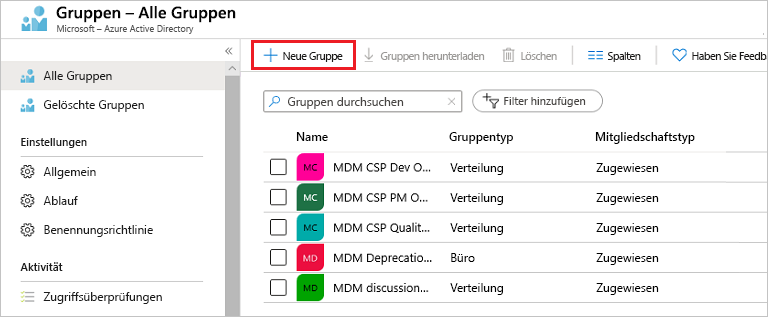 Gruppen – Alle Gruppen
Microsoft – Azure Active Directory
«
Alle Gruppen
Gelöschte Gruppen
Einstellungen
Allgemein
Ablauf
Benennungsrichtlinie
Aktivität
Zugriffsüberprüfungen
Neue Gruppe Gruppen herunterladen Löschen Spalten Haben Sie Feedb
Gruppen durchsuchen Filter hinzufügen
Name Gruppentyp Mitgliedschaftstyp
MC MDM CSP Dev O... Verteilung Zugewiesen
MC MDM CSP PM O... Verteilung Zugewiesen
MC MDM CSP Qualit... Verteilung Zugewiesen
MD MDM Deprecatio... Büro Zugewiesen
MD MDM discussion... Verteilung Zugewiesen